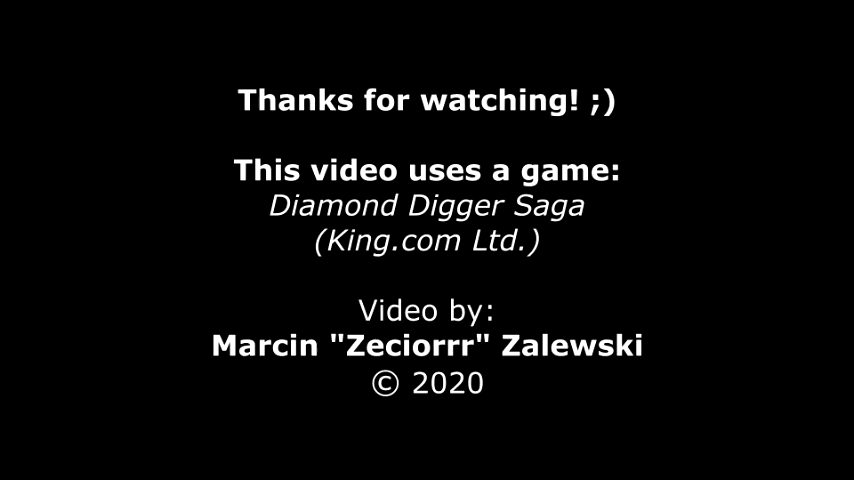 Thanks for watching! ;)
This video uses a game:
Diamond Digger Saga
(King.com Ltd.)
Video by:
Marcin "Zeciorrr" Zalewski
© 2020